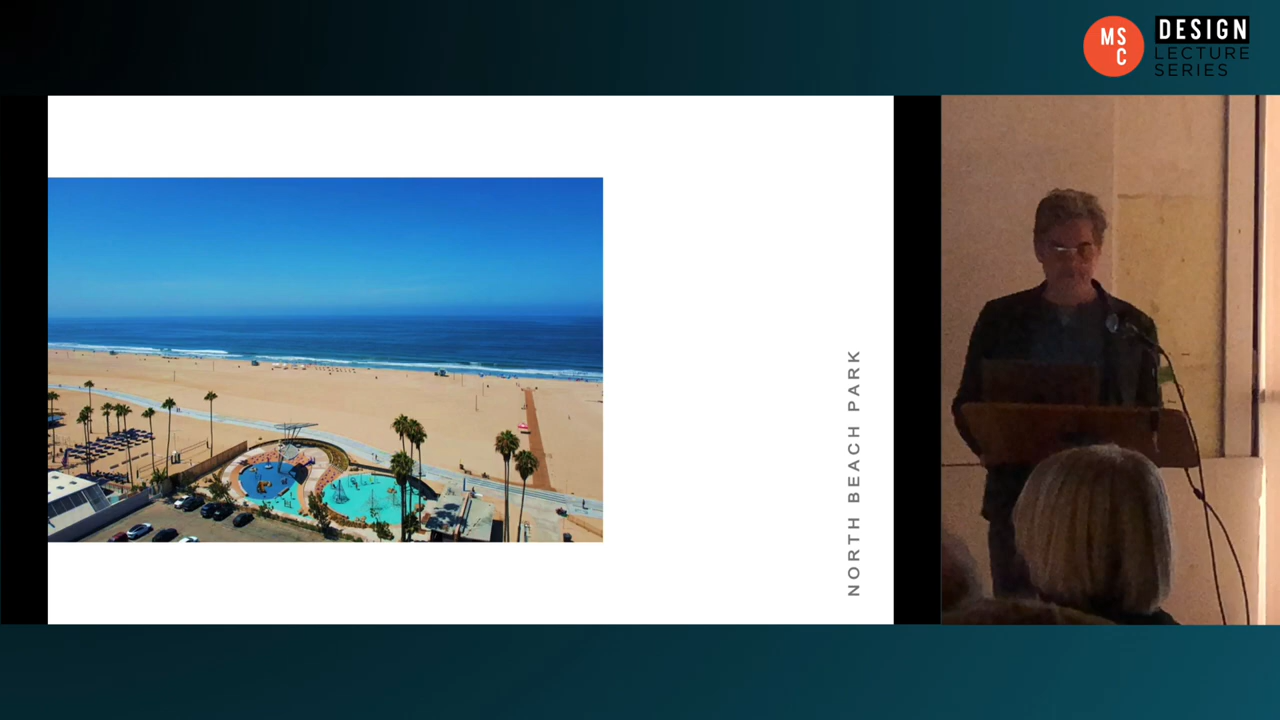 MS
C
DESIGN
LECTURE
SERIES
NORTH BEACH PARK